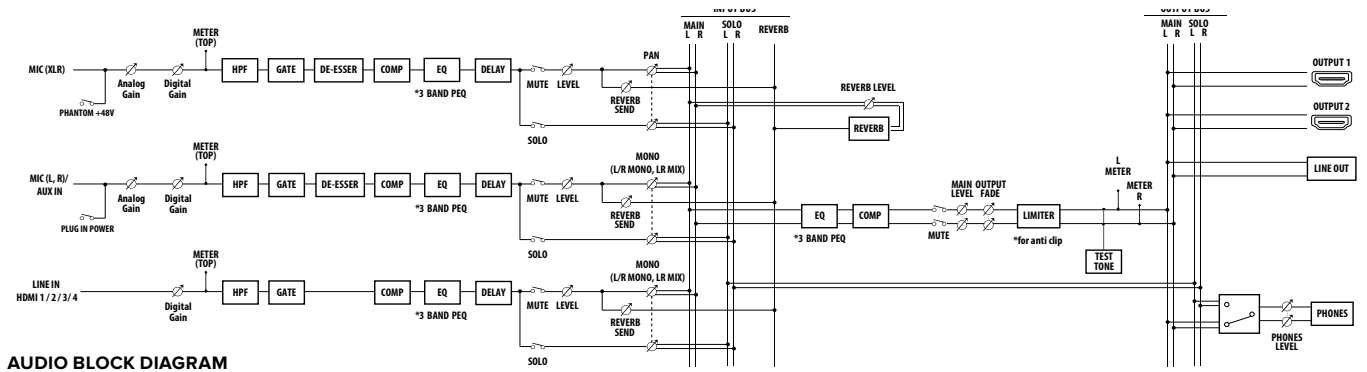 INPUT BUS
MAIN SOLO REVERB
L R L R
OUTPUT BUS
MAIN SOLO
L R L R
METER
(TOP)
MIC (XLR)
PHANTOM +48V
Analog
Gain
Digital
Gain
HPF GATE DE-ESSER COMP EQ DELAY
*3 BAND PEQ
MUTE LEVEL
PAN
REVERB
SEND
SOLO
REVERB LEVEL
REVERB
OUTPUT 1
OUTPUT 2
METER
(TOP)
MIC (L, R)/
AUX IN
PLUG IN POWER
Analog
Gain
Digital
Gain
HPF GATE DE-ESSER COMP EQ DELAY
*3 BAND PEQ
MUTE LEVEL
MONO
(L/R MONO, LR MIX)
REVERB
SEND
SOLO
EQ COMP
*3 BAND PEQ
MUTE
MAIN OUTPUT
LEVEL FADE
LIMITER
*for anti clip
L
METER
METER
R
TEST
TONE
LINE OUT
METER
(TOP)
LINE IN
HDMI 1 / 2 / 3/ 4
Digital
Gain
HPF GATE COMP EQ DELAY
*3 BAND PEQ
MUTE LEVEL
MONO
(L/R MONO, LR MIX)
REVERB
SEND
SOLO
PHONES
LEVEL
PHONES
AUDIO BLOCK DIAGRAM